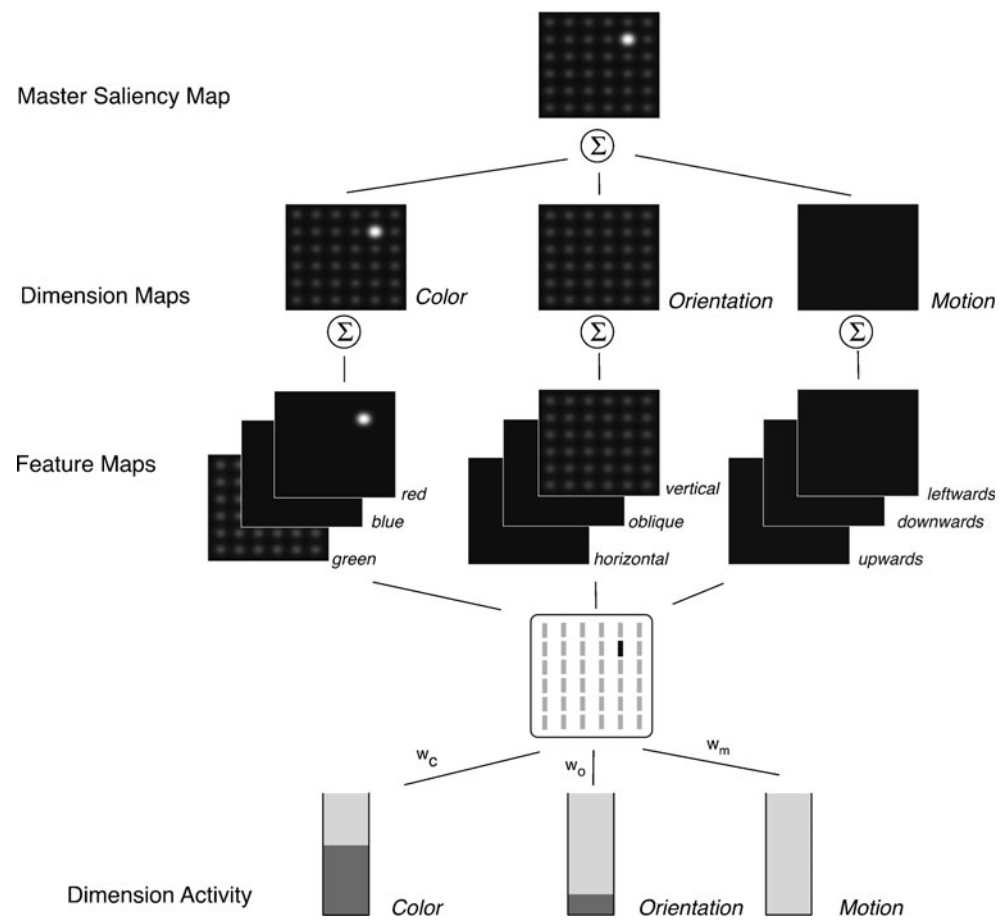 Master Saliency Map
Σ
Dimension Maps
Color
Orientation
Motion
Σ
Σ
Σ
Feature Maps
red
blue
green
vertical
oblique
horizontal
leftwards
downwards
upwards
w_c
w_o
w_m
Dimension Activity
Color
Orientation
Motion